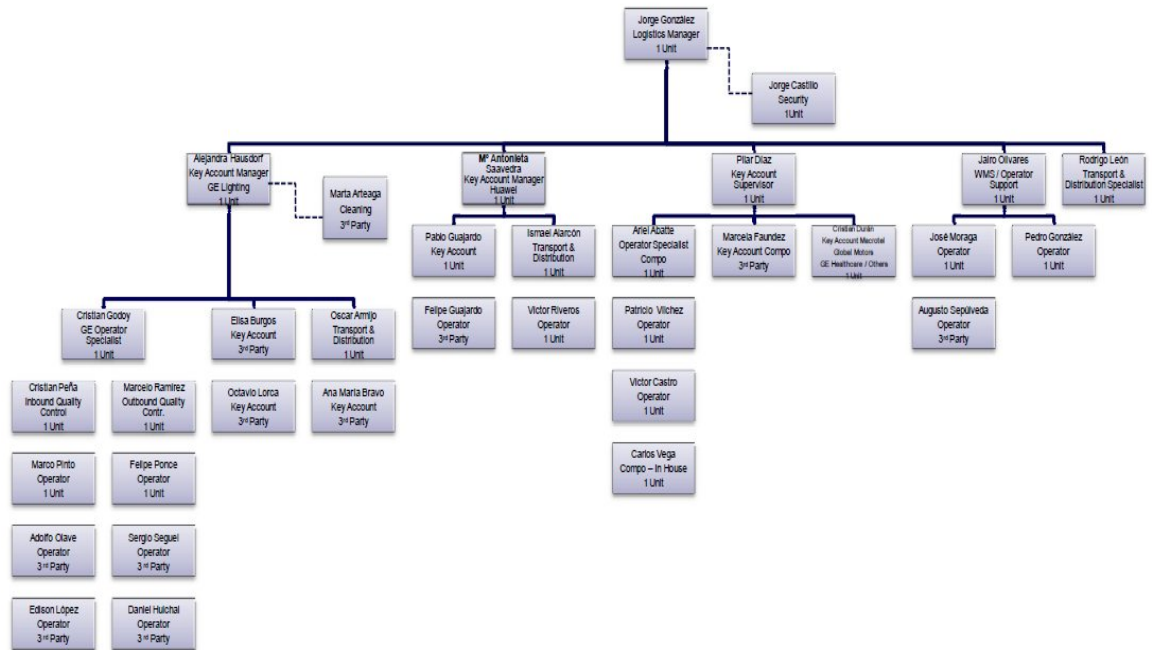 Jorge González
Logistics Manager
1 Unit
Jorge Castillo
Security
1Unit
Alejandra Hausdorf
Key Account Manager
GE Lighting
1 Unit
Marta Arteaga
Cleaning
3rd Party
Mª Antonieta
Saavedra
Key Account Manager
Huawei
1 Unit
Pilar Diaz
Key Account
Supervisor
1 Unit
Jairo Olivares
WMS / Operator
Support
1 Unit
Rodrigo León
Transport &
Distribution Specialist
1 Unit
Pablo Guajardo
Key Account
1 Unit
Ismael Alarcón
Transport &
Distribution
1 Unit
Ariel Abatte
Operator Specialist
Compo
1 Unit
Marcela Faundez
Key Account Compo
3rd Party
Cristian Durán
Key Account Macrotel
Global Motors
GE Healthcare / Others
1 Unit
José Moraga
Operator
1 Unit
Pedro González
Operator
1 Unit
Cristian Godoy
GE Operator
Specialist
1 Unit
Elisa Burgos
Key Account
3rd Party
Oscar Armijo
Transport &
Distribution
1 Unit
Felipe Guajardo
Operator
3rd Party
Victor Riveros
Operator
1 Unit
Patricio Vilchez
Operator
1 Unit
Augusto Sepúlveda
Operator
3rd Party
Cristian Peña
Inbound Quality
Control
1 Unit
Marcelo Ramirez
Outbound Quality
Contr.
1 Unit
Octavio Lorca
Key Account
3rd Party
Ana María Bravo
Key Account
3rd Party
Victor Castro
Operator
1 Unit
Marco Pinto
Operator
1 Unit
Felipe Ponce
Operator
1 Unit
Carlos Vega
Compo – In House
1 Unit
Adolfo Olave
Operator
3rd Party
Sergio Seguel
Operator
3rd Party
Edison López
Operator
3rd Party
Daniel Huichal
Operator
3rd Party